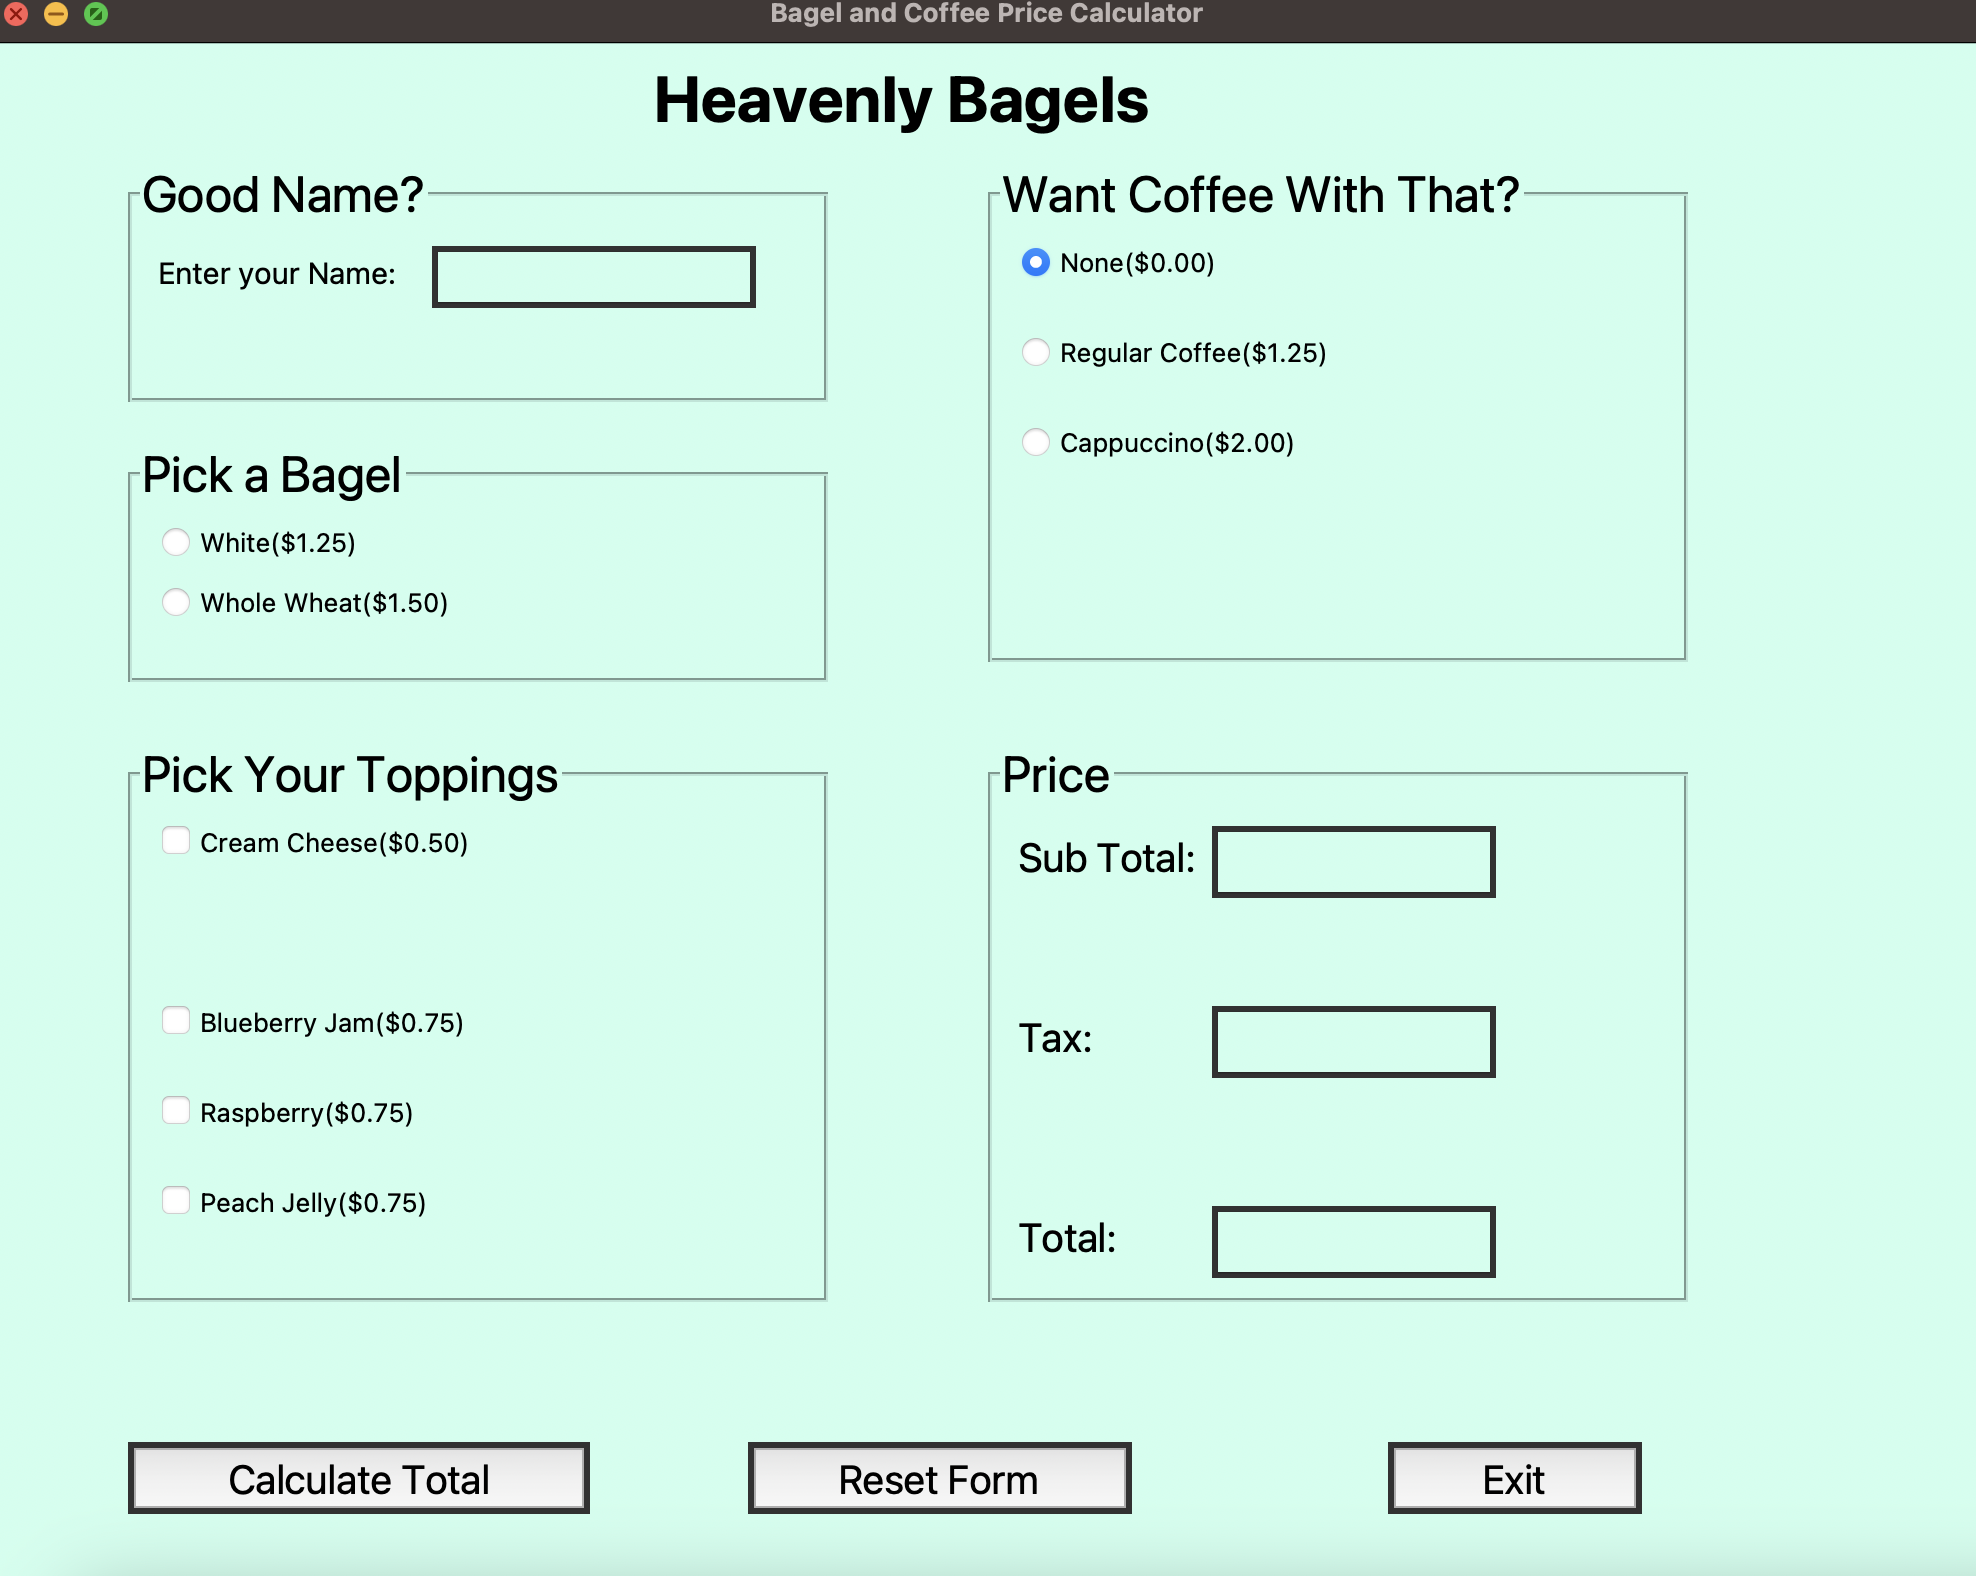 Bagel and Coffee Price Calculator
Heavenly Bagels
Good Name?
Enter your Name:
Pick a Bagel
White($1.25)
Whole Wheat($1.50)
Pick Your Toppings
Cream Cheese($0.50)
Blueberry Jam($0.75)
Raspberry($0.75)
Peach Jelly($0.75)
Want Coffee With That?
None($0.00)
Regular Coffee($1.25)
Cappuccino($2.00)
Price
Sub Total:
Tax:
Total:
Calculate Total
Reset Form
Exit